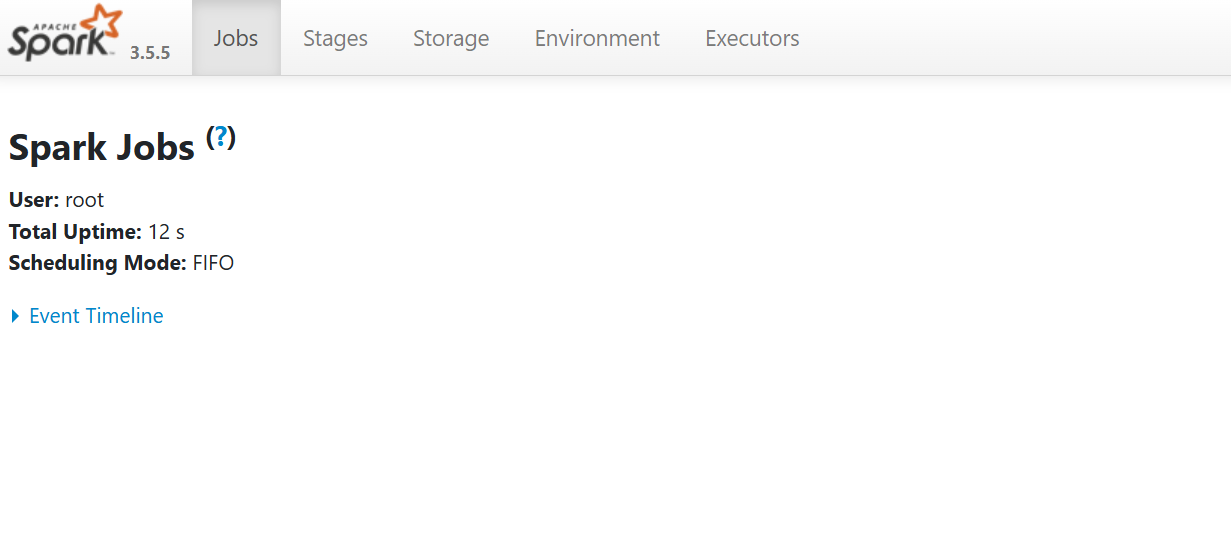 APACHE
Spark™ 3.5.5 Jobs Stages Storage Environment Executors
Spark Jobs (?)
User: root
Total Uptime: 12 s
Scheduling Mode: FIFO
Event Timeline